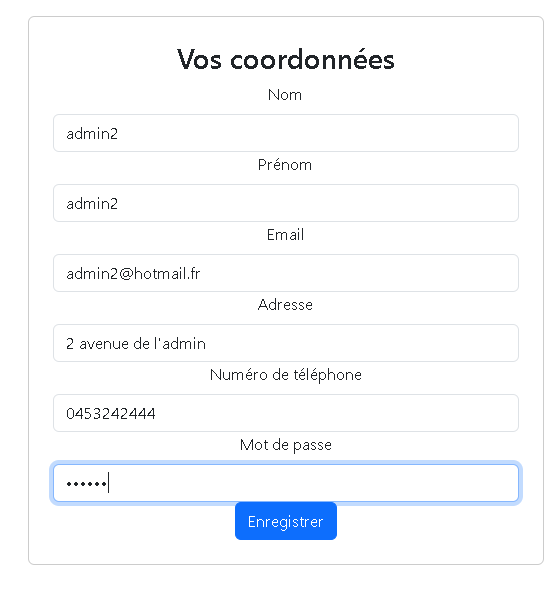 Vos coordonnées
Nom
admin2
Prénom
admin2
Email
admin2@hotmail.fr
Adresse
2 avenue de l'admin
Numéro de téléphone
0453242444
Mot de passe
••••••
Enregistrer